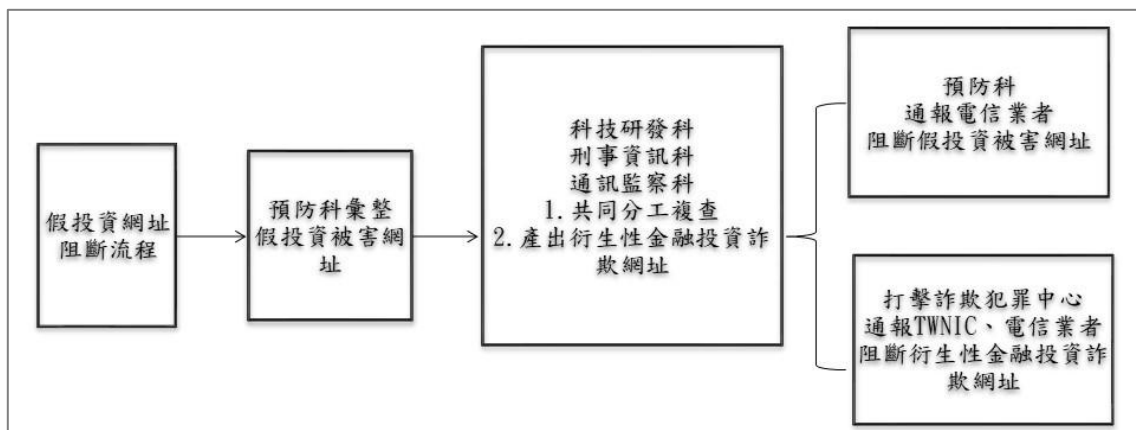 假投資網址
阻斷流程
預防科彙整
假投資被害網
址
科技研發科
刑事資訊科
通訊監察科
1.共同分工複查
2.產出衍生性金融投資詐
欺網址
預防科
通報電信業者
阻斷假投資被害網址
打擊詐欺犯罪中心
通報TWNIC、電信業者
阻斷衍生性金融投資詐
欺網址